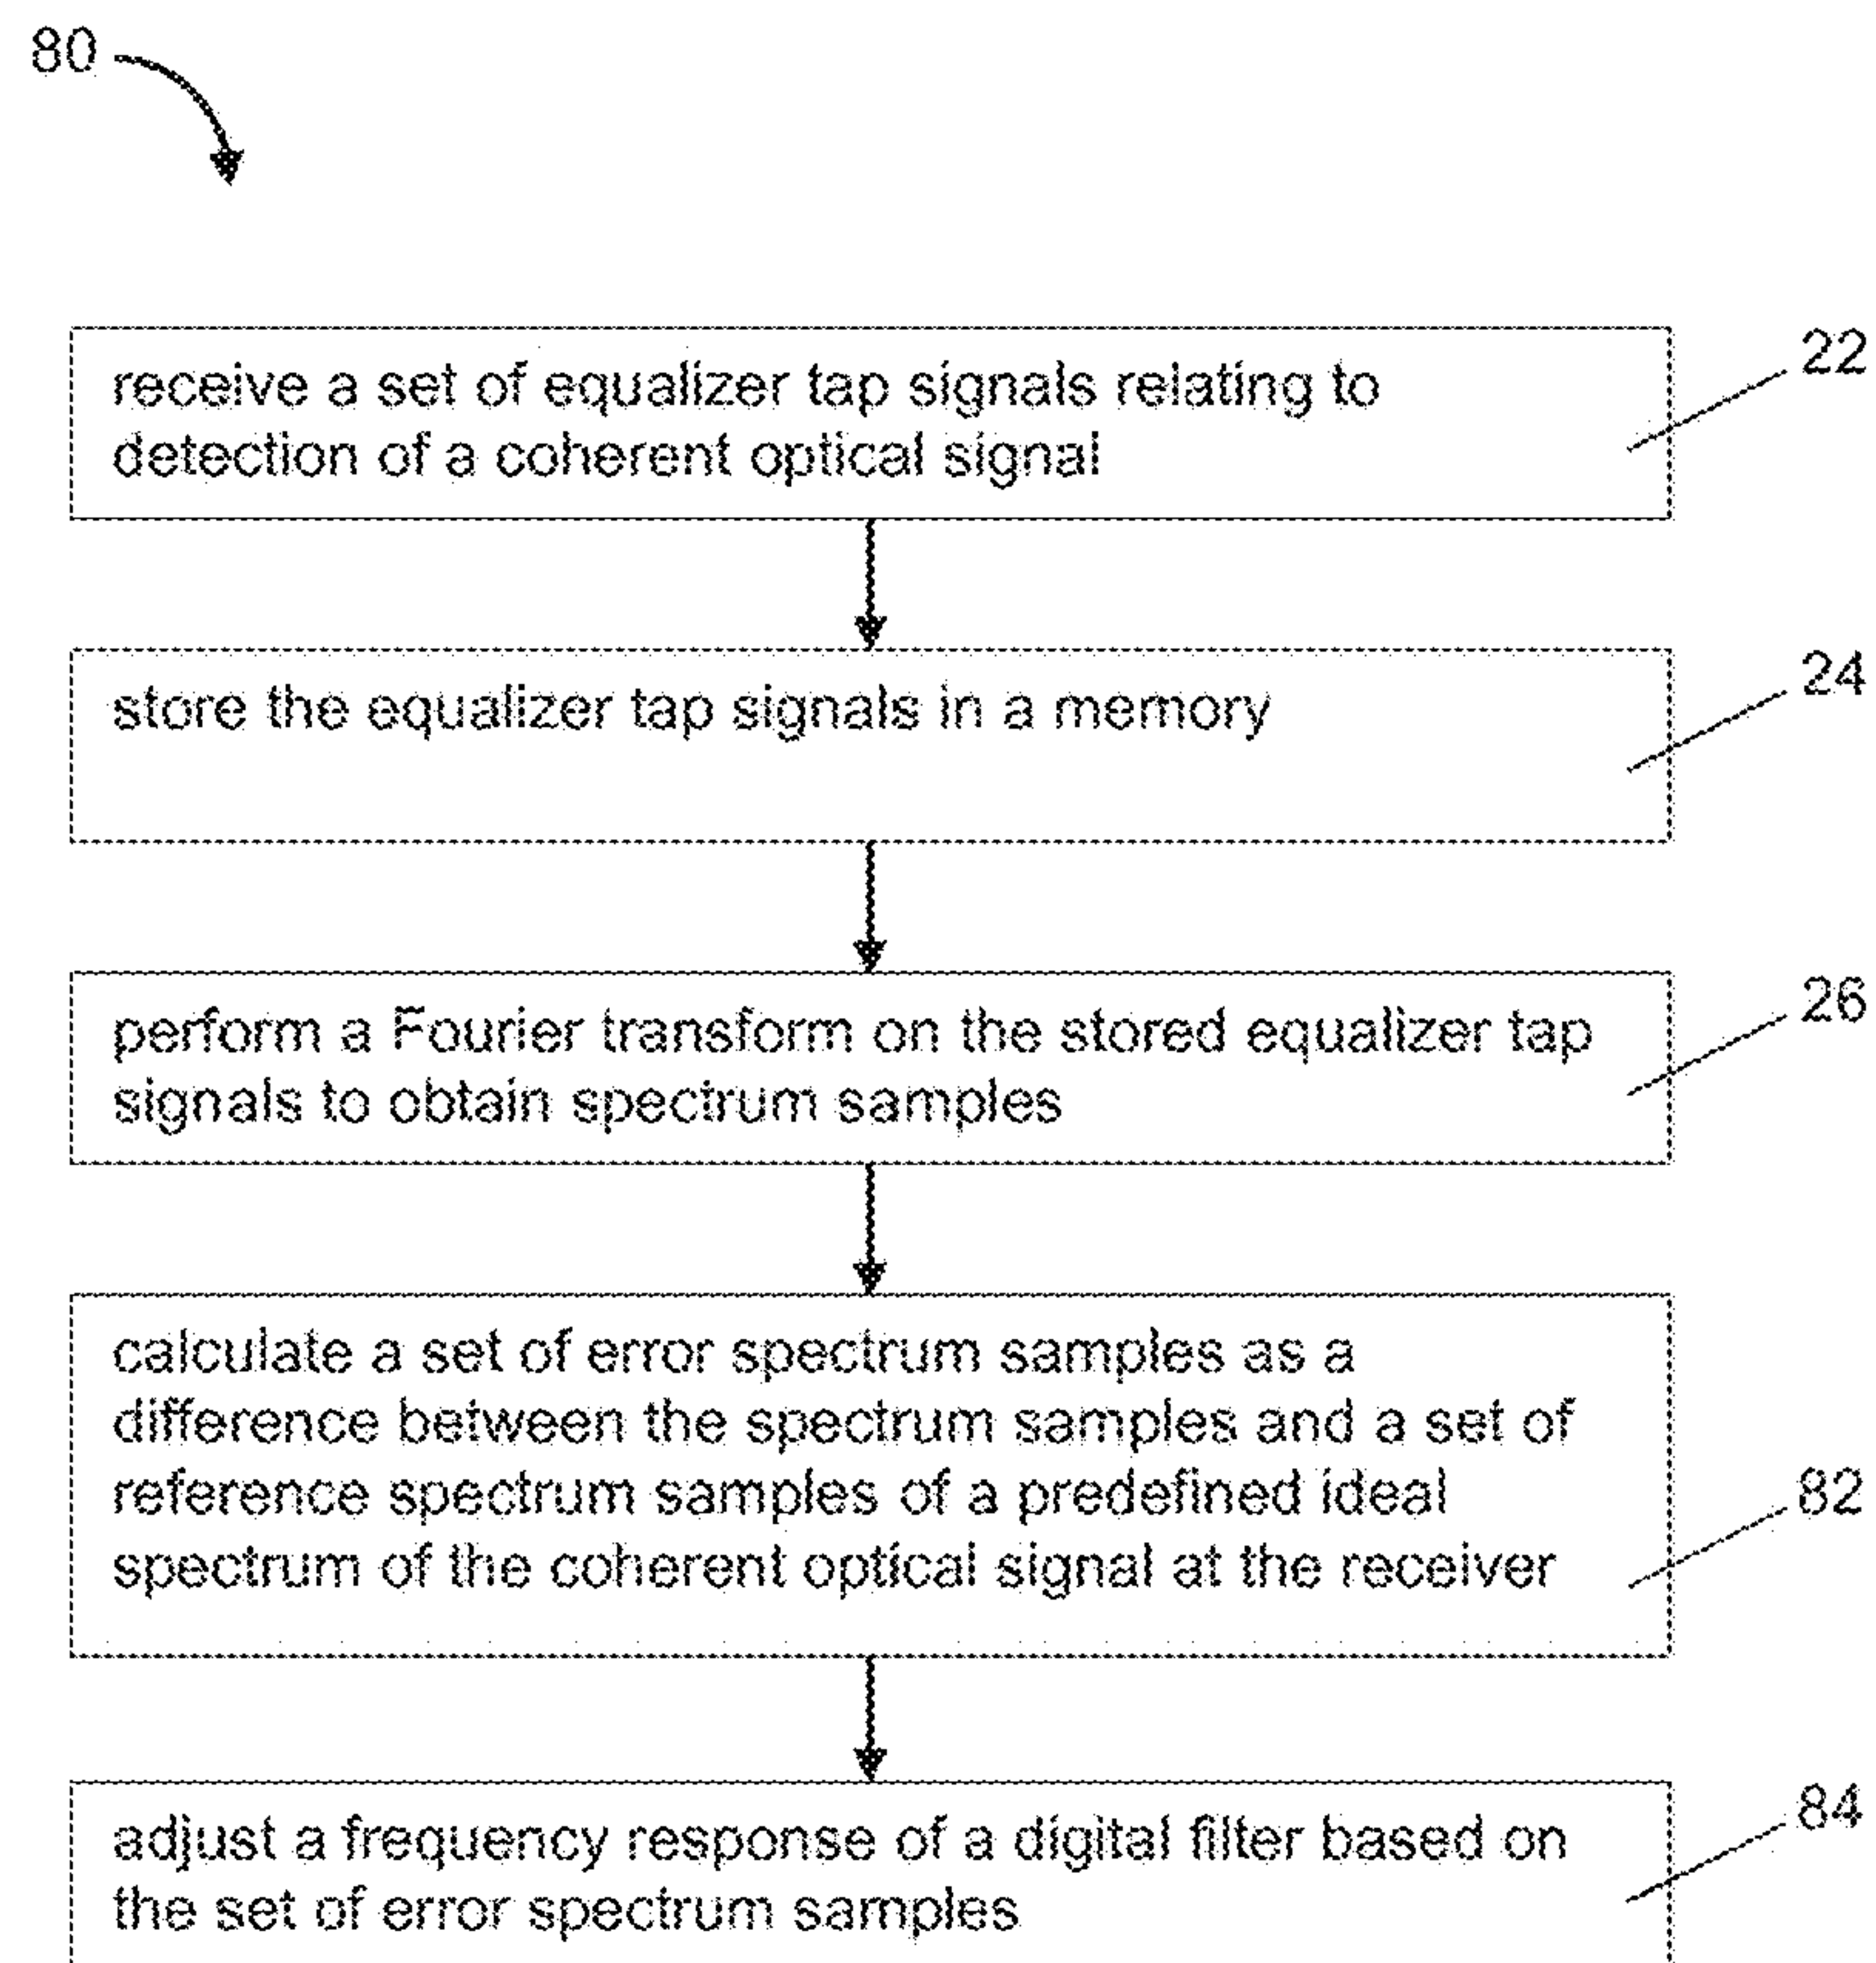 80
receive a set of equalizer tap signals relating to
detection of a coherent optical signal
22
store the equalizer tap signals in a memory
24
perform a Fourier transform on the stored equalizer tap
signals to obtain spectrum samples
26
calculate a set of error spectrum samples as a
difference between the spectrum samples and a set of
reference spectrum samples of a predefined ideal
spectrum of the coherent optical signal at the receiver
82
adjust a frequency response of a digital filter based on
the set of error spectrum samples
84